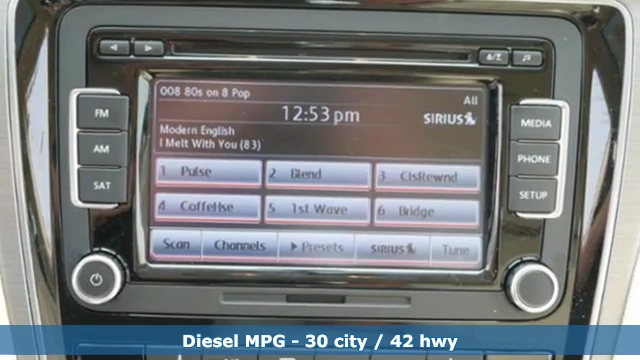 008 80s on 8 Pop
All
12:53pm
SIRIUS
Modern English
I Melt With You (83)
FM
AM
SAT
MEDIA
PHONE
SETUP
1 Pulse
2 Blend
3 ClsRewnd
4 CoffeHse
5 1st Wave
6 Bridge
Scan
Channels
Presets
SIRIUS
Tune
Diesel MPG - 30 city / 42 hwy